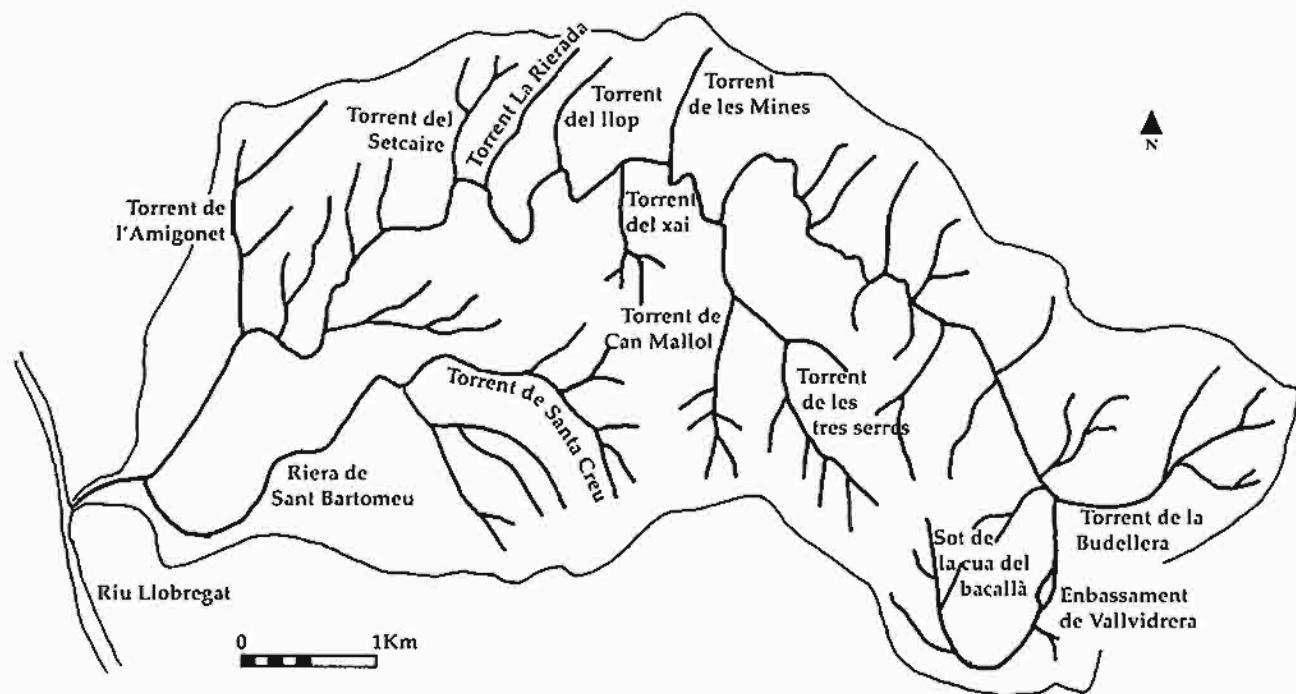 Torrent La Rierada
Torrent del
Setcaire
Torrent
del llop
Torrent
de les Mines
N
Torrent de
l'Amigonet
Torrent
del xai
Torrent de
Can Mallol
Torrent de Santa Creu
Torrent
de les
tres serres
Riera de
Sant Bartomeu
Sot de
la cua del
bacallà
Torrent de la
Budellera
Riu Llobregat
Enbassament
de Vallvidrera
0 1Km